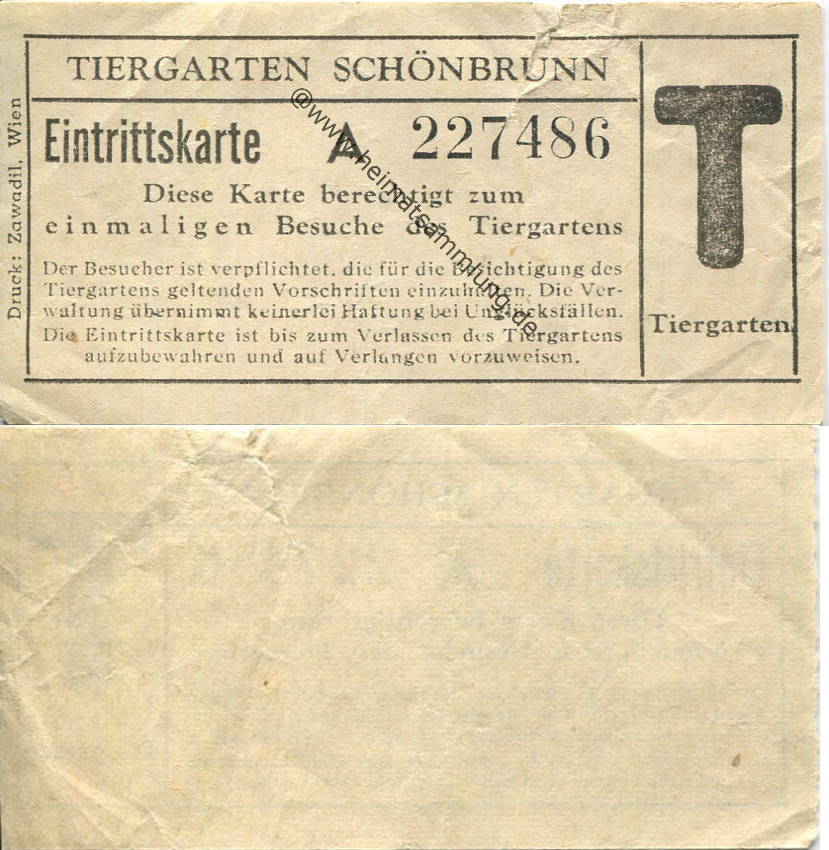 TIERGARTEN SCHÖNBRUNN
Eintrittskarte A 227486
Diese Karte berechtigt zum
einmaligen Besuche des Tiergartens
Der Besucher ist verpflichtet, die für die Besichtigung des
Tiergartens geltenden Vorschriften einzuhalten. Die Ver-
waltung übernimmt keinerlei Haftung bei Unglücksfällen.
Die Eintrittskarte ist bis zum Verlassen des Tiergartens
aufzubewahren und auf Verlangen vorzuweisen.
T
Tiergarten
Druck: Zawadil, Wien
@www.heimatsammlung.de